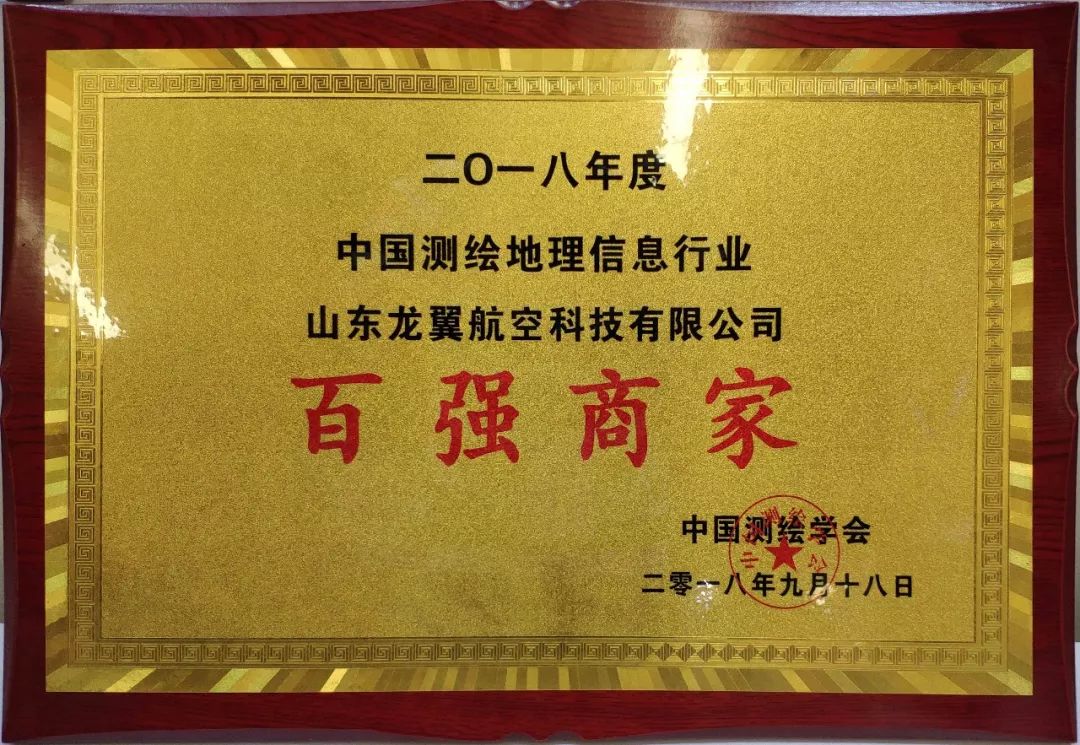 二O一八年度
中国测绘地理信息行业
山东龙翼航空科技有限公司
百强商家
中国测绘学会
二零一八年九月十八日